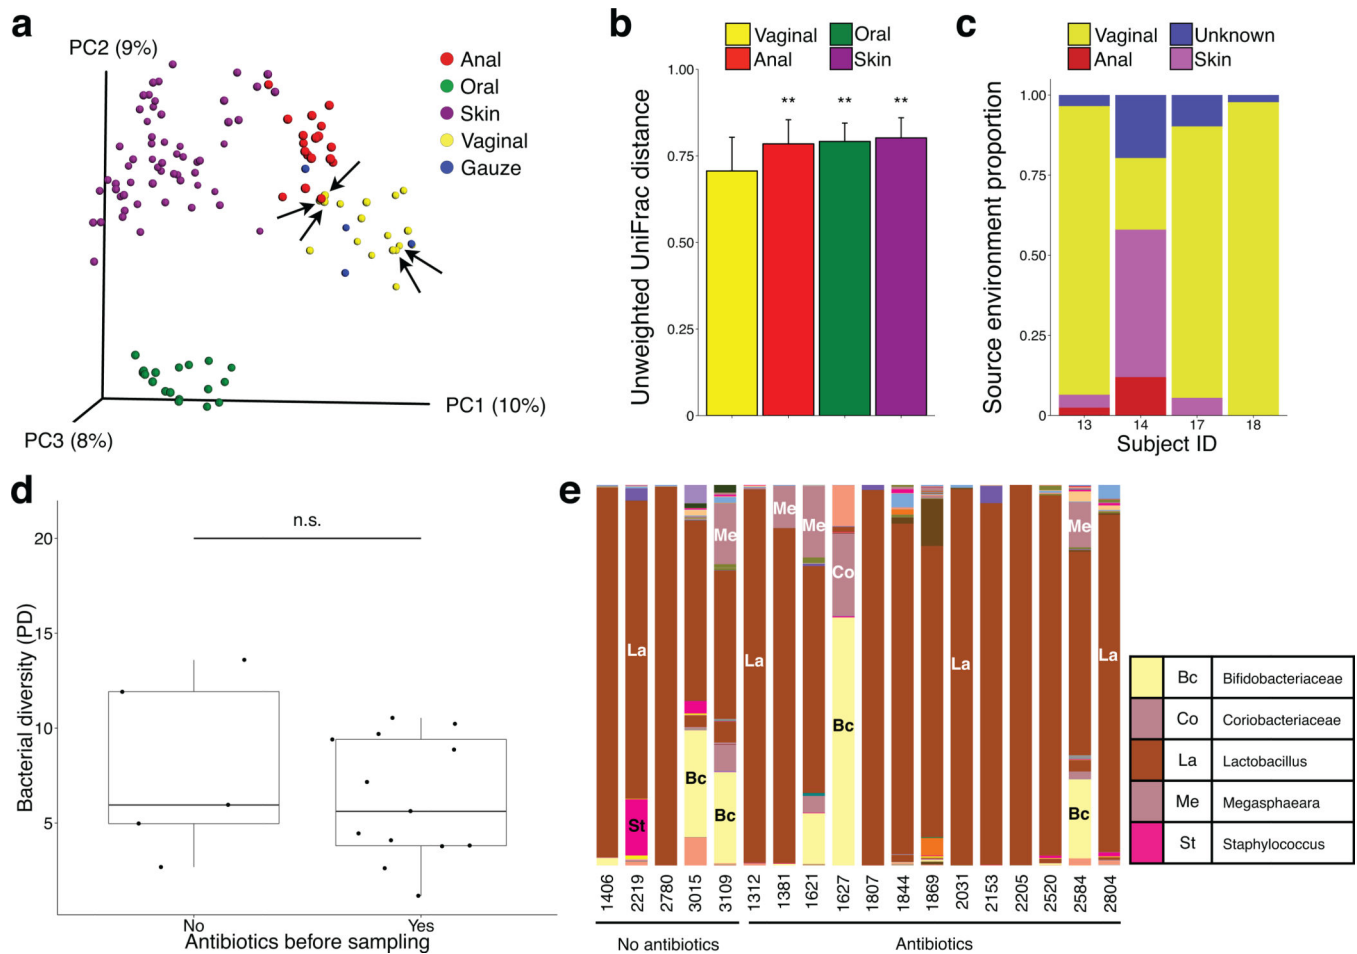 a
PC2 (9%)
Anal
Oral
Skin
Vaginal
Gauze
PC1 (10%)
PC3 (8%)
b
Vaginal Oral
Anal Skin
Unweighted UniFrac distance
1.00
0.75
0.50
0.25
0
** ** **
c
Vaginal Unknown
Anal Skin
Source environment proportion
1.00
0.75
0.50
0.25
0
13 14 17 18
Subject ID
d
n.s.
Bacterial diversity (PD)
20
15
10
5
No Yes
Antibiotics before sampling
e
Me Me Me
Me
Co
La La La La
Bc
St Bc Bc Bc
1406 2219 2780 3015 3109 1312 1381 1621 1627 1807 1844 1869 2031 2153 2205 2520 2584 2804
No antibiotics Antibiotics
Bc Bifidobacteriaceae
Co Coriobacteriaceae
La Lactobacillus
Me Megasphaeara
St Staphylococcus